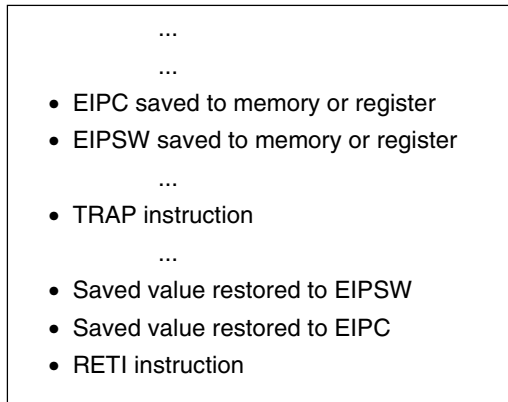 ...
...
• EIPC saved to memory or register
• EIPSW saved to memory or register
...
• TRAP instruction
...
• Saved value restored to EIPSW
• Saved value restored to EIPC
• RETI instruction